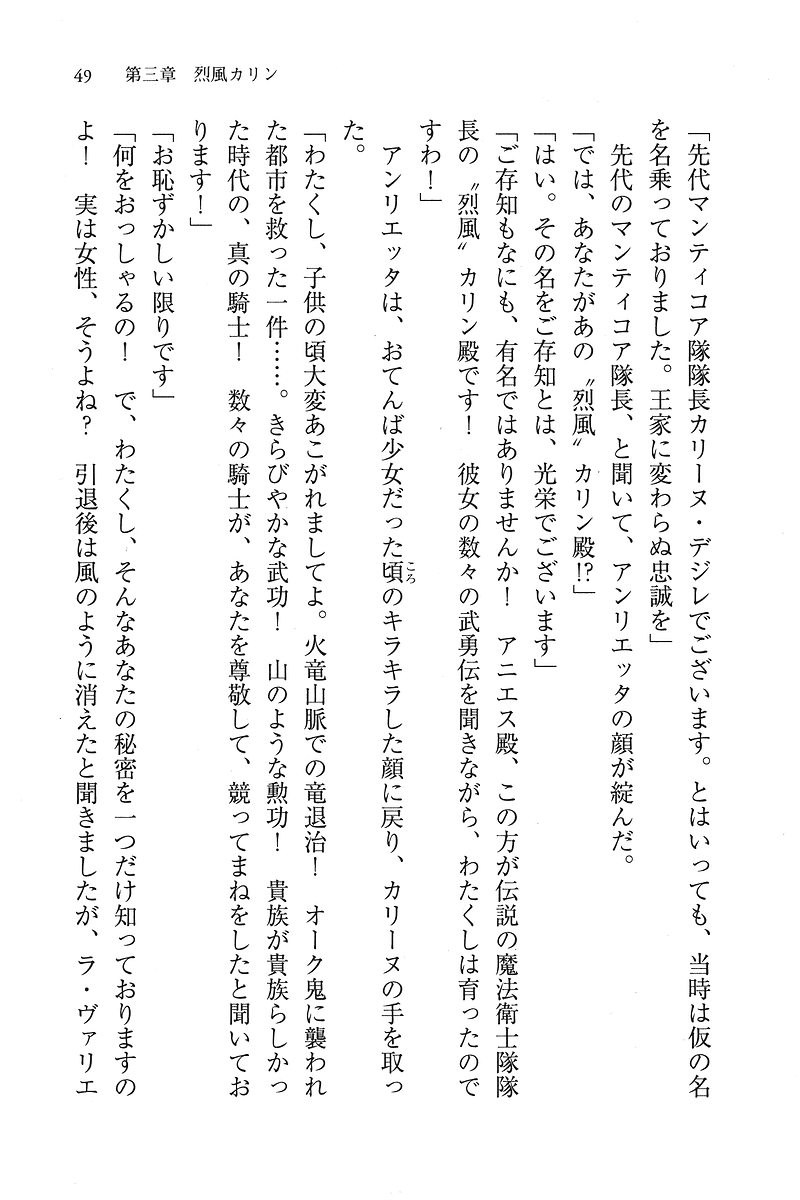 49　第三章　烈風カリン
「先代マンティコア隊隊長カリーヌ・デジレでございます。とはいっても、当時は仮の名
を名乗っておりました。王家に変わらぬ忠誠を」
　先代のマンティコア隊長、と聞いて、アンリエッタの顔が綻んだ。
「では、あなたがあの〝烈風〟カリン殿!?」
「はい。その名をご存知とは、光栄でございます」
「ご存知もなにも、有名ではありませんか！　アニエス殿、この方が伝説の魔法衛士隊隊
長の〝烈風〟カリン殿です！　彼女の数々の武勇伝を聞きながら、わたくしは育ったので
すわ！」
　アンリエッタは、おてんば少女だった頃ころのキラキラした顔に戻り、カリーヌの手を取っ
た。
「わたくし、子供の頃大変あこがれましてよ。火竜山脈での竜退治！　オーク鬼に襲われ
た都市を救った一件……。きらびやかな武功！　山のような勲功！　貴族が貴族らしかっ
た時代の、真の騎士！　数々の騎士が、あなたを尊敬して、競ってまねをしたと聞いてお
ります！」
「お恥ずかしい限りです」
「何をおっしゃるの！　で、わたくし、そんなあなたの秘密を一つだけ知っておりますの
よ！　実は女性、そうよね？　引退後は風のように消えたと聞きましたが、ラ・ヴァリエ